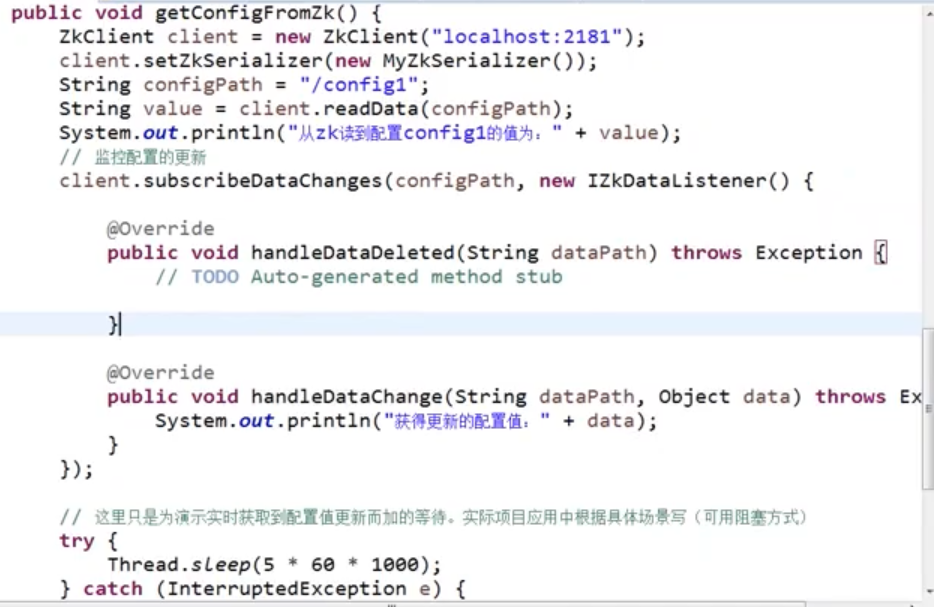 public void getConfigFromZk() {
ZkClient client = new ZkClient("localhost:2181");
client.setZkSerializer(new MyZkSerializer());
String configPath = "/config1";
String value = client.readData(configPath);
System.out.println("从zk读到配置config1的值为：" + value);
// 监控配置的更新
client.subscribeDataChanges(configPath, new IZkDataListener() {
@Override
public void handleDataDeleted(String dataPath) throws Exception {
// TODO Auto-generated method stub
}
@Override
public void handleDataChange(String dataPath, Object data) throws Ex
System.out.println("获得更新的配置值：" + data);
}
});
// 这里只是为演示实时获取到配置值更新而加的等待。实际项目应用中根据具体场景写（可用阻塞方式）
try {
Thread.sleep(5 * 60 * 1000);
} catch (InterruptedException e) {